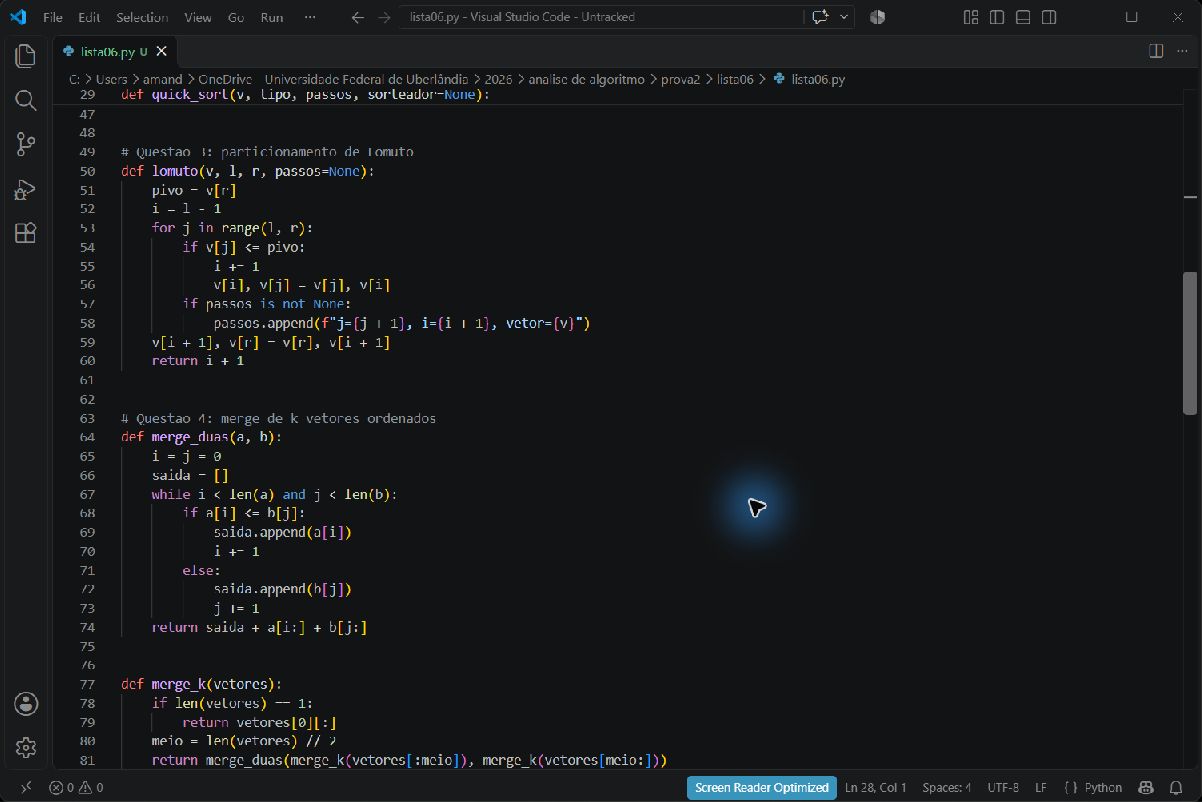 File Edit Selection View Go Run ··· lista06.py - Visual Studio Code - Untracked
lista06.py U
C: > Users > amand > OneDrive - Universidade Federal de Uberlândia > 2026 > analise de algoritmo > prova2 > lista06 > lista06.py
29 def quick_sort(v, tipo, passos, sorteador=None):
47
48
49 # Questao 3: particionamento de Lomuto
50 def lomuto(v, l, r, passos=None):
51 pivo = v[r]
52 i = l - 1
53 for j in range(l, r):
54 if v[j] <= pivo:
55 i += 1
56 v[i], v[j] = v[j], v[i]
57 if passos is not None:
58 passos.append(f"j={j + 1}, i={i + 1}, vetor={v}")
59 v[i + 1], v[r] = v[r], v[i + 1]
60 return i + 1
61
62
63 # Questao 4: merge de k vetores ordenados
64 def merge_duas(a, b):
65 i = j = 0
66 saida = []
67 while i < len(a) and j < len(b):
68 if a[i] <= b[j]:
69 saida.append(a[i])
70 i += 1
71 else:
72 saida.append(b[j])
73 j += 1
74 return saida + a[i:] + b[j:]
75
76
77 def merge_k(vetores):
78 if len(vetores) == 1:
79 return vetores[0][:]
80 meio = len(vetores) // 2
81 return merge_duas(merge_k(vetores[:meio]), merge_k(vetores[meio:]))
0 0 Screen Reader Optimized Ln 28, Col 1 Spaces: 4 UTF-8 LF { } Python